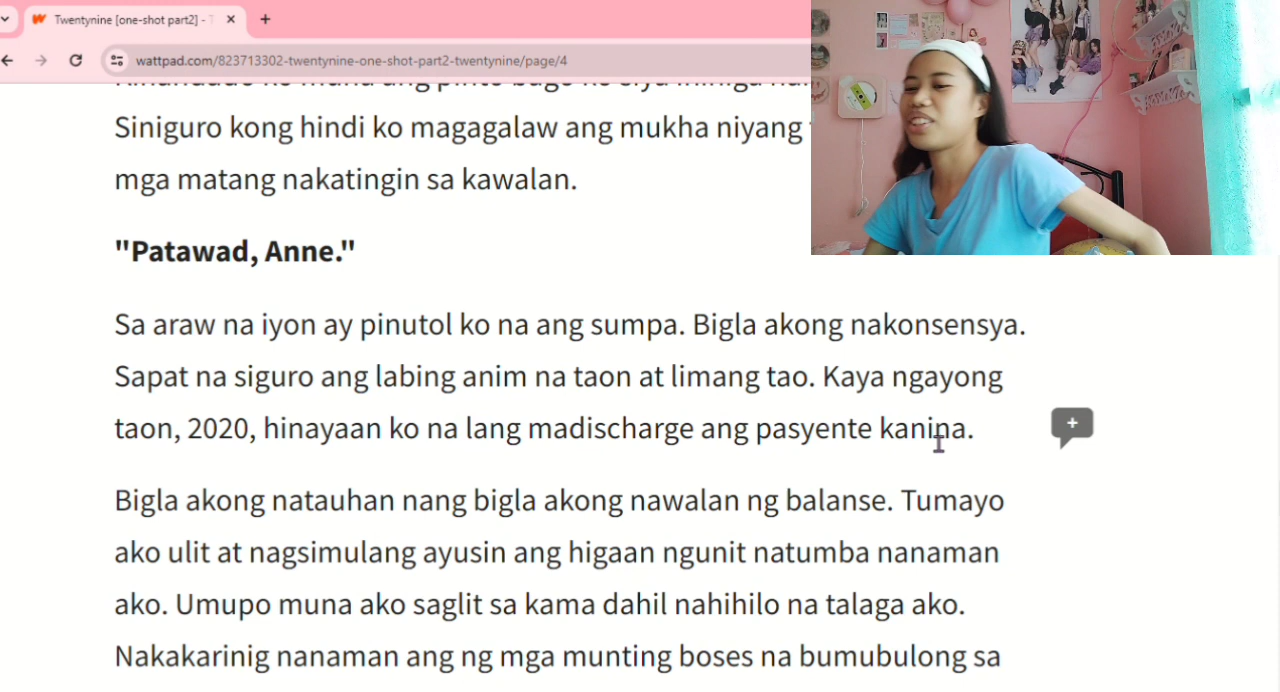 Twentynine [one-shot part2] -
wattpad.com/823713302-twentynine-one-shot-part2-twentynine/page/4
Siniguro kong hindi ko magagalaw ang mukha niyang
mga matang nakatingin sa kawalan.
"Patawad, Anne."
Sa araw na iyon ay pinutol ko na ang sumpa. Bigla akong nakonsensya.
Sapat na siguro ang labing anim na taon at limang tao. Kaya ngayong
taon, 2020, hinayaan ko na lang madischarge ang pasyente kanina.
Bigla akong natauhan nang bigla akong nawalan ng balanse. Tumayo
ako ulit at nagsimulang ayusin ang higaan ngunit natumba nanaman
ako. Umupo muna ako saglit sa kama dahil nahihilo na talaga ako.
Nakakarinig nanaman ang ng mga munting boses na bumubulong sa